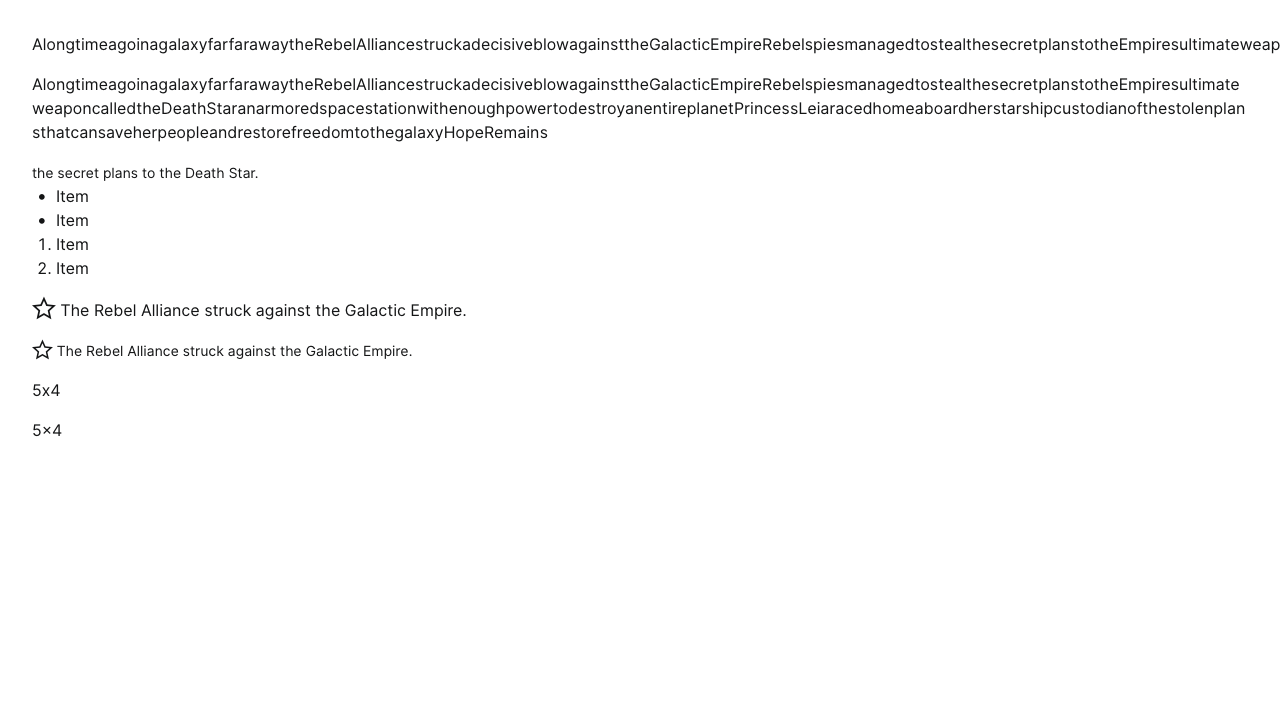 AlongtimeagoinagalaxyfarfarawaytheRebelAlliancestruckadecisiveblowagainsttheGalacticEmpireRebelspiesmanagedtostealthesecretplanstotheEmpiresultimateweap
AlongtimeagoinagalaxyfarfarawaytheRebelAlliancestruckadecisiveblowagainsttheGalacticEmpireRebelspiesmanagedtostealthesecretplanstotheEmpiresultimate
weaponcalledtheDeathStaranarmoredspacestationwithenoughpowertodestroyanentireplanetPrincessLeiaracedhomeaboardherstarshipcustodianofthestolenplan
sthatcansaveherpeopleandrestorefreedomtothegalaxyHopeRemains
the secret plans to the Death Star.
• Item
• Item
1. Item
2. Item
The Rebel Alliance struck against the Galactic Empire.
The Rebel Alliance struck against the Galactic Empire.
5x4
5×4